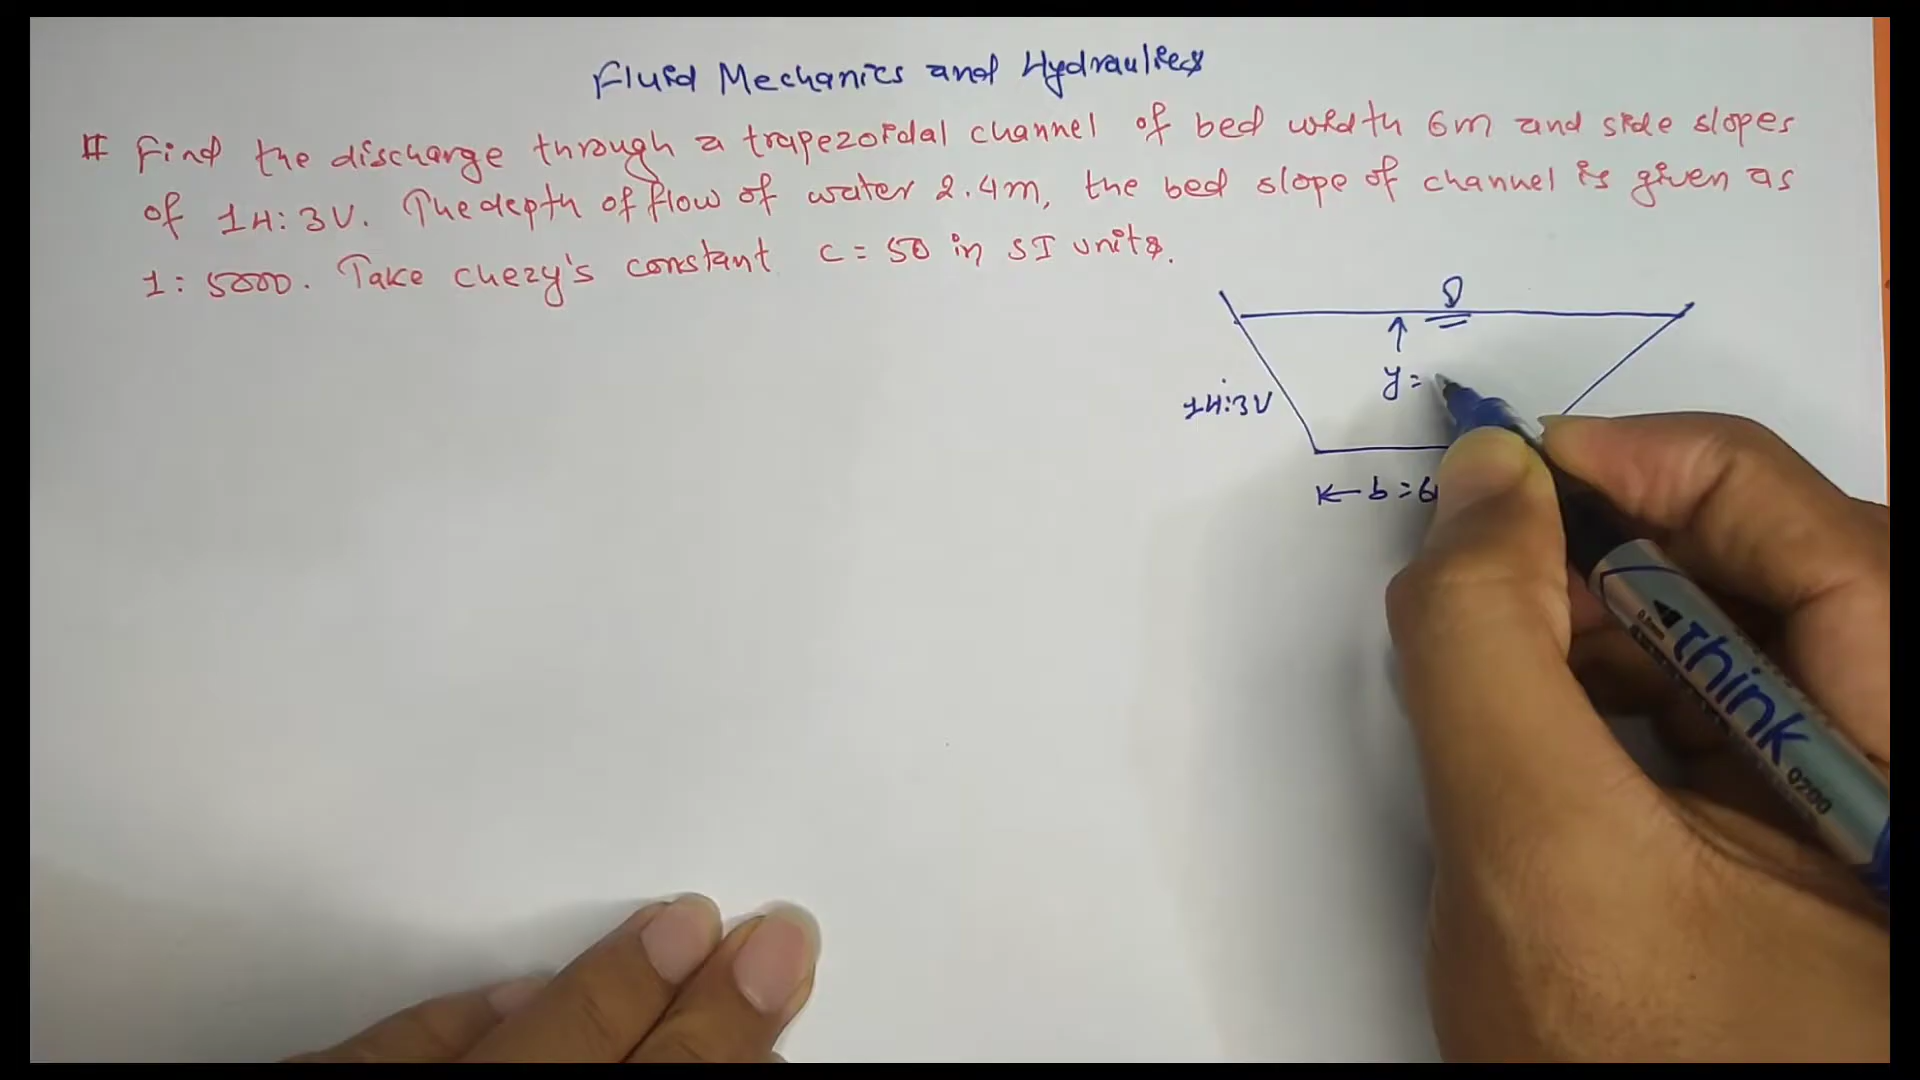 Fluid Mechanics and Hydraulics
# Find the discharge through a trapezoidal channel of bed width 6m and side slopes
of 1H:3V. The depth of flow of water 2.4m, the bed slope of channel is given as
1:5000. Take chezy's constant c = 50 in SI units.
y =
1H:3V
b = 6
think
0200